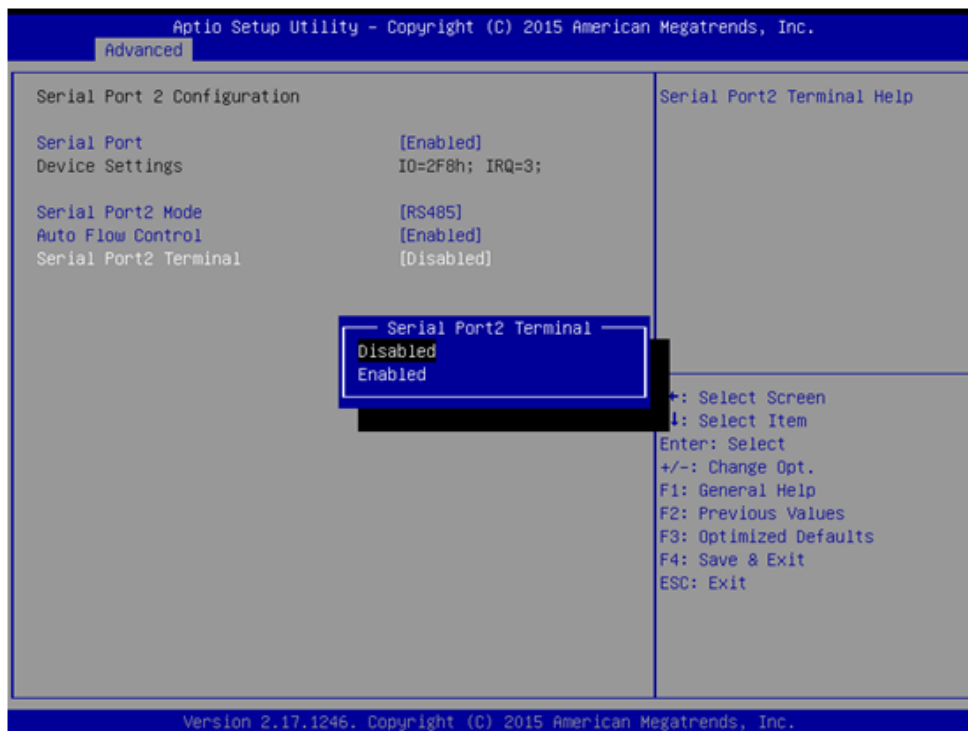 Aptio Setup Utility – Copyright (C) 2015 American Megatrends, Inc.
Advanced
Serial Port 2 Configuration
Serial Port [Enabled]
Device Settings IO=2F8h; IRQ=3;
Serial Port2 Mode [RS485]
Auto Flow Control [Enabled]
Serial Port2 Terminal [Disabled]
Serial Port2 Terminal
Disabled
Enabled
Serial Port2 Terminal Help
: Select Screen
↓: Select Item
Enter: Select
+/-: Change Opt.
F1: General Help
F2: Previous Values
F3: Optimized Defaults
F4: Save & Exit
ESC: Exit
Version 2.17.1246. Copyright (C) 2015 American Megatrends, Inc.